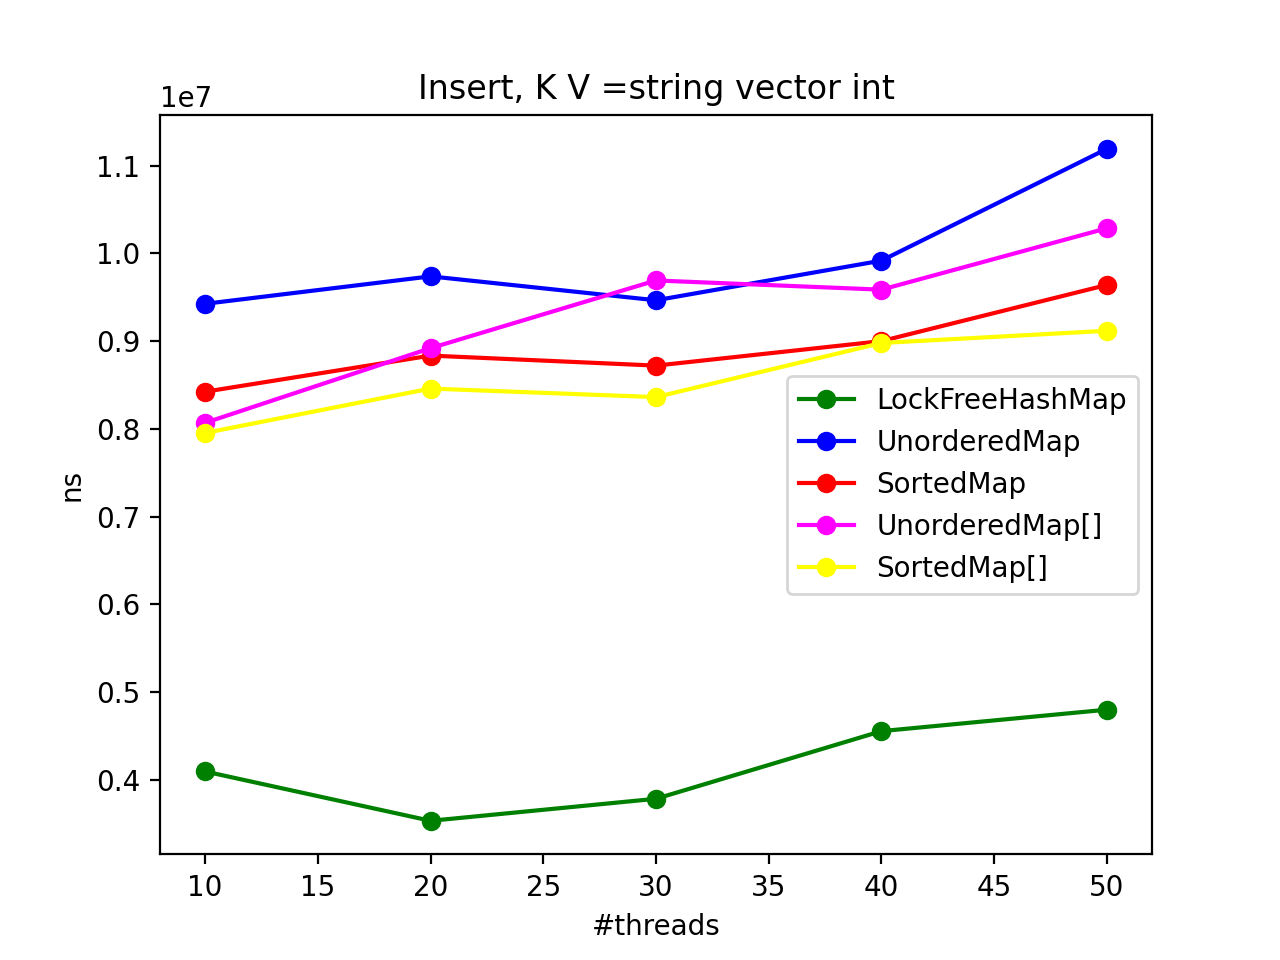 Insert, K V =string vector int
1e7
1.1
1.0
0.9
0.8
0.7
0.6
0.5
0.4
ns
LockFreeHashMap
UnorderedMap
SortedMap
UnorderedMap[]
SortedMap[]
10 15 20 25 30 35 40 45 50
#threads